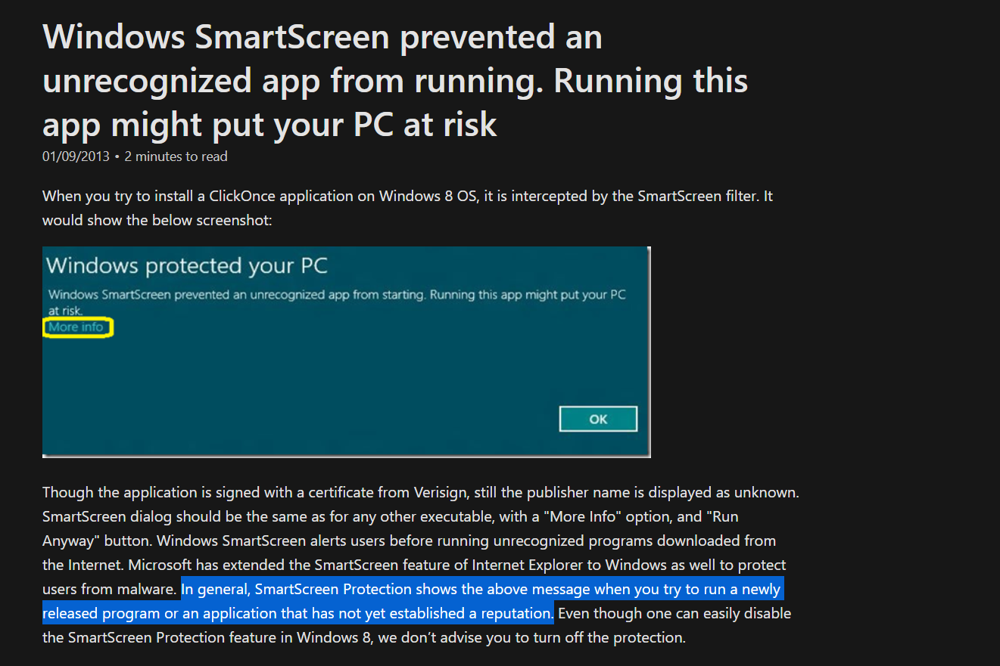 Windows SmartScreen prevented an
unrecognized app from running. Running this
app might put your PC at risk
01/09/2013 • 2 minutes to read
When you try to install a ClickOnce application on Windows 8 OS, it is intercepted by the SmartScreen filter. It
would show the below screenshot:
Windows protected your PC
Windows SmartScreen prevented an unrecognized app from starting. Running this app might put your PC
at risk.
More info
OK
Though the application is signed with a certificate from Verisign, still the publisher name is displayed as unknown.
SmartScreen dialog should be the same as for any other executable, with a "More Info" option, and "Run
Anyway" button. Windows SmartScreen alerts users before running unrecognized programs downloaded from
the Internet. Microsoft has extended the SmartScreen feature of Internet Explorer to Windows as well to protect
users from malware. In general, SmartScreen Protection shows the above message when you try to run a newly
released program or an application that has not yet established a reputation. Even though one can easily disable
the SmartScreen Protection feature in Windows 8, we don’t advise you to turn off the protection.